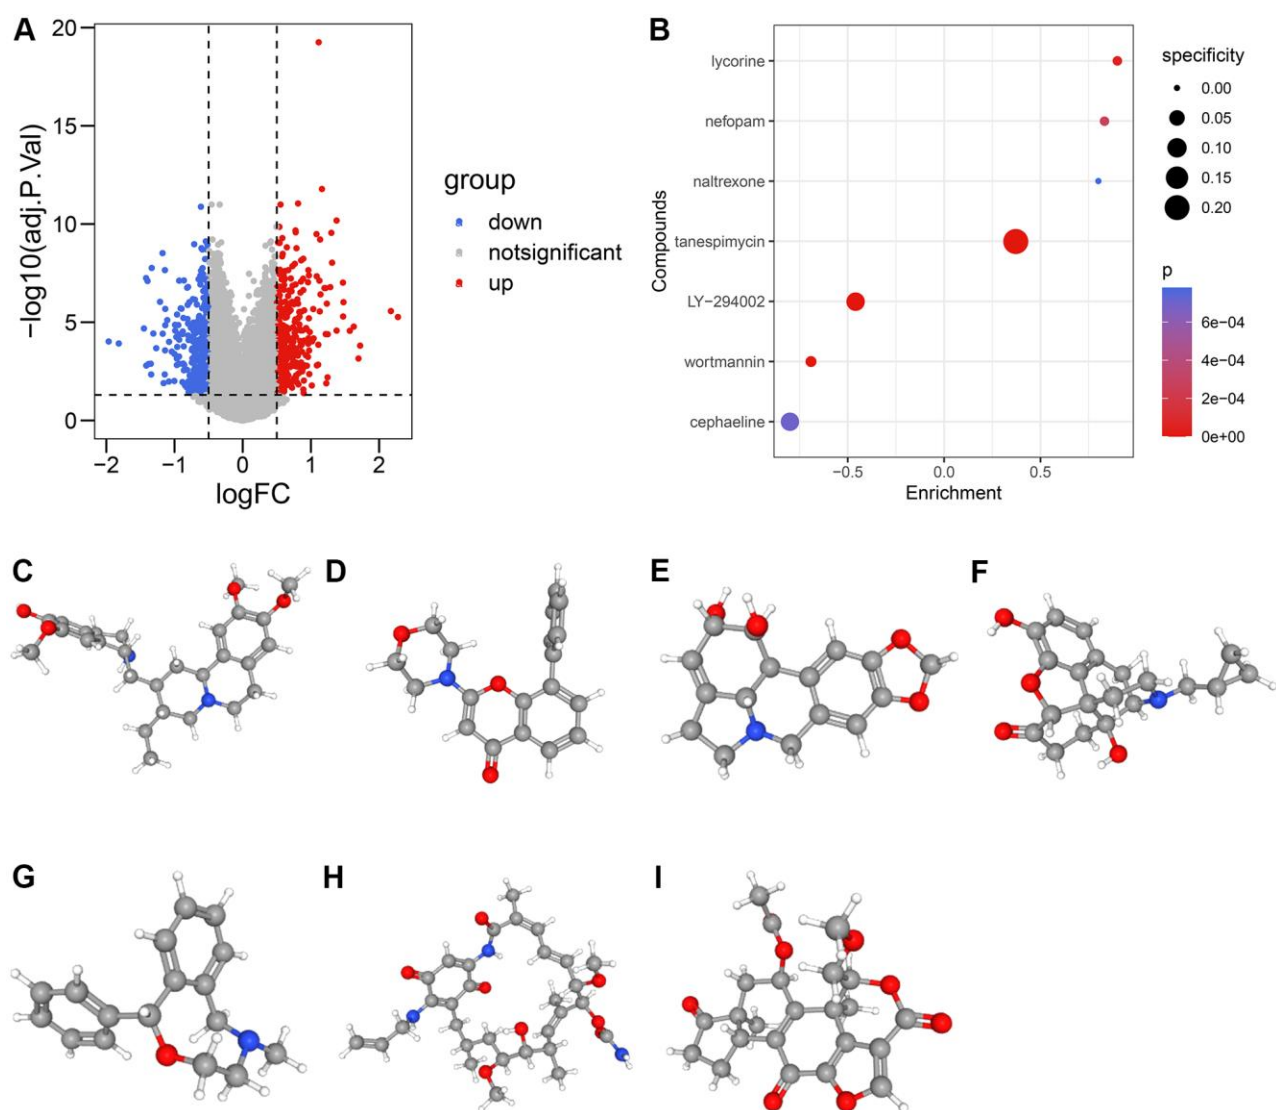 A
20
15
10
5
0
−log10(adj.P.Val)
−2
−1
0
1
2
logFC
group
down
notsignificant
up
B
lycorine
nefopam
naltrexone
tanespimycin
LY−294002
wortmannin
cephaeline
Compounds
−0.5
0.0
0.5
Enrichment
specificity
0.00
0.05
0.10
0.15
0.20
p
6e−04
4e−04
2e−04
0e+00
C
D
E
F
G
H
I